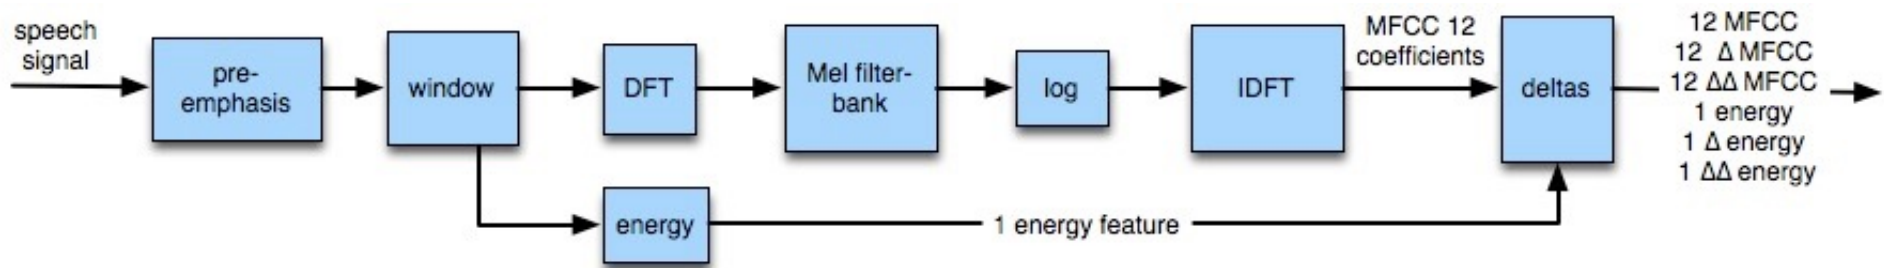 speech
signal
pre-
emphasis
window
DFT
Mel filter-
bank
log
IDFT
MFCC 12
coefficients
deltas
12 MFCC
12 Δ MFCC
12 ΔΔ MFCC
1 energy
1 Δ energy
1 ΔΔ energy
energy
1 energy feature